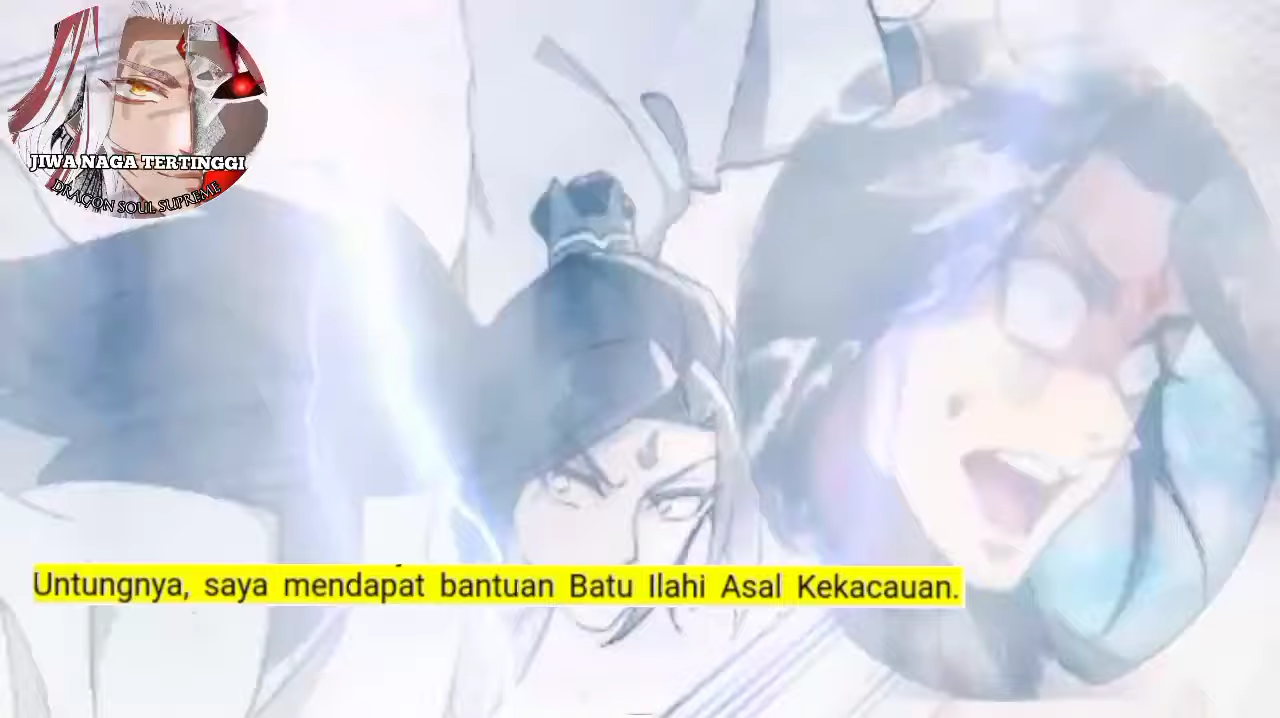 JIWA NAGA TERTINGGI
DRAGON SOUL SUPREME
Untungnya, saya mendapat bantuan Batu Ilahi Asal Kekacauan.